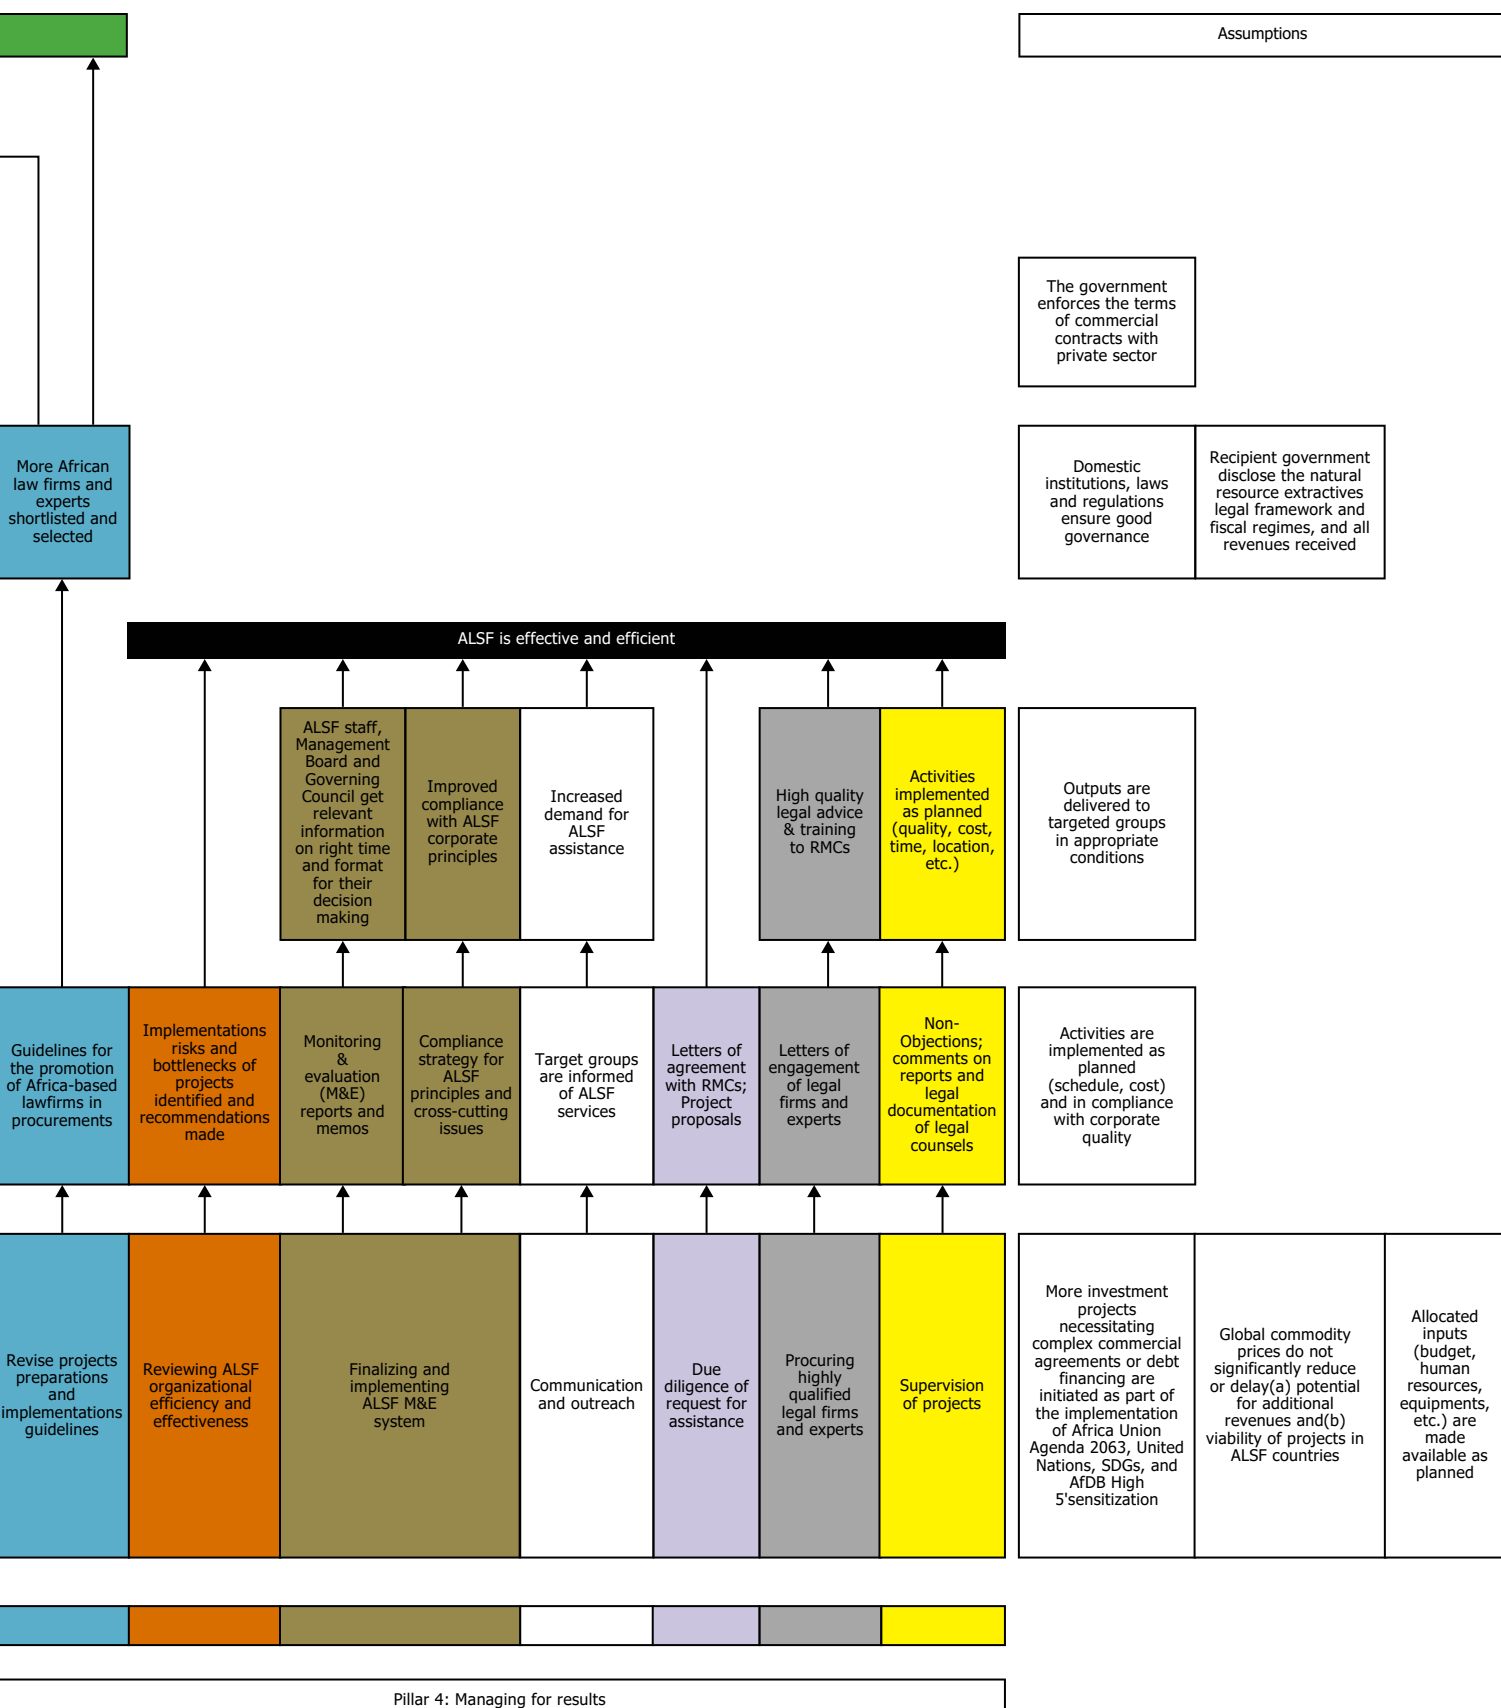 Assumptions
The government
enforces the terms
of commercial
contracts with
private sector
More African
law firms and
experts
shortlisted and
selected
Domestic
institutions, laws
and regulations
ensure good
governance
Recipient government
disclose the natural
resource extractives
legal framework and
fiscal regimes, and all
revenues received
ALSF is effective and efficient
ALSF staff,
Management
Board and
Governing
Council get
relevant
information
on right time
and format
for their
decision
making
Improved
compliance
with ALSF
corporate
principles
Increased
demand for
ALSF
assistance
High quality
legal advice
& training
to RMCs
Activities
implemented
as planned
(quality, cost,
time, location,
etc.)
Outputs are
delivered to
targeted groups
in appropriate
conditions
Guidelines for
the promotion
of Africa-based
lawfirms in
procurements
Implementations
risks and
bottlenecks of
projects
identified and
recommendations
made
Monitoring
&
evaluation
(M&E)
reports and
memos
Compliance
strategy for
ALSF
principles and
cross-cutting
issues
Target groups
are informed
of ALSF
services
Letters of
agreement
with RMCs;
Project
proposals
Letters of
engagement
of legal
firms and
experts
Non-
Objections;
comments on
reports and
legal
documentation
of legal
counsels
Activities are
implemented as
planned
(schedule, cost)
and in compliance
with corporate
quality
Revise projects
preparations
and
implementations
guidelines
Reviewing ALSF
organizational
efficiency and
effectiveness
Finalizing and
implementing
ALSF M&E
system
Communication
and outreach
Due
diligence of
request for
assistance
Procuring
highly
qualified
legal firms
and experts
Supervision
of projects
More investment
projects
necessitating
complex commercial
agreements or debt
financing are
initiated as part of
the implementation
of Africa Union
Agenda 2063, United
Nations, SDGs, and
AfDB High
5'sensitization
Global commodity
prices do not
significantly reduce
or delay(a) potential
for additional
revenues and(b)
viability of projects in
ALSF countries
Allocated
inputs
(budget,
human
resources,
equipments,
etc.) are
made
available as
planned
Pillar 4: Managing for results